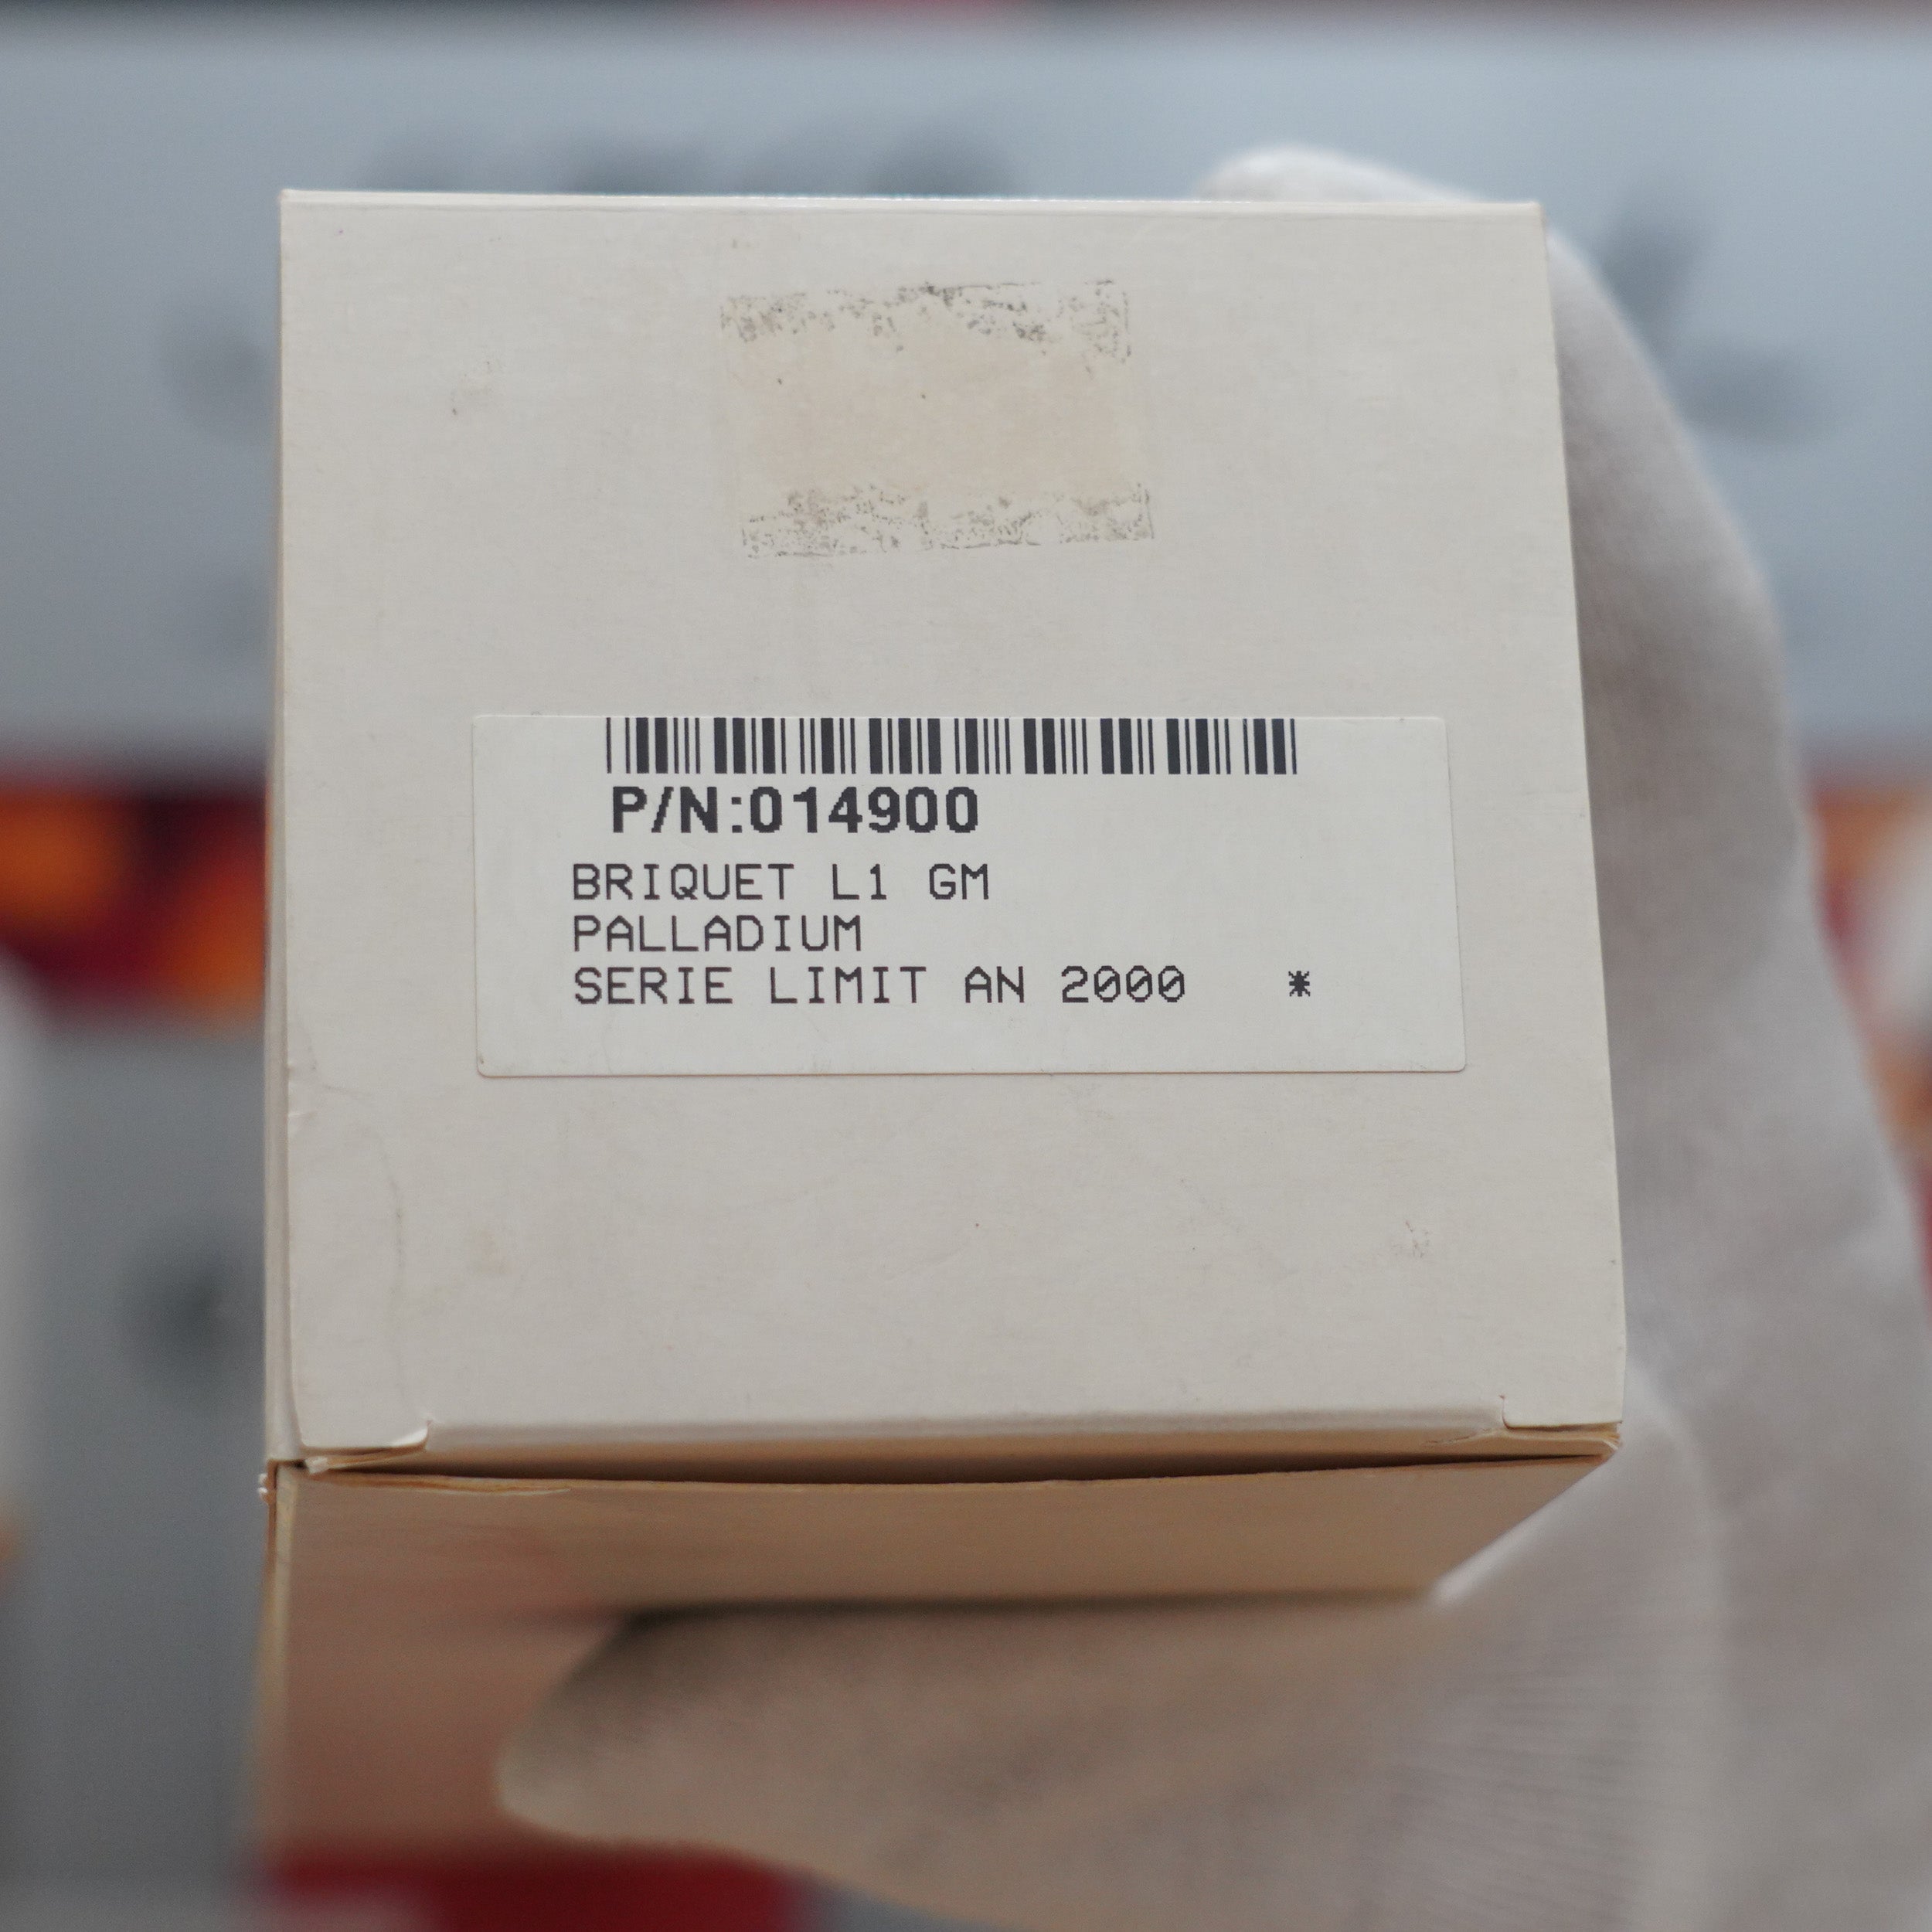 P/N:014900
BRIQUET L1 GM
PALLADIUM
SERIE LIMIT AN 2000 *